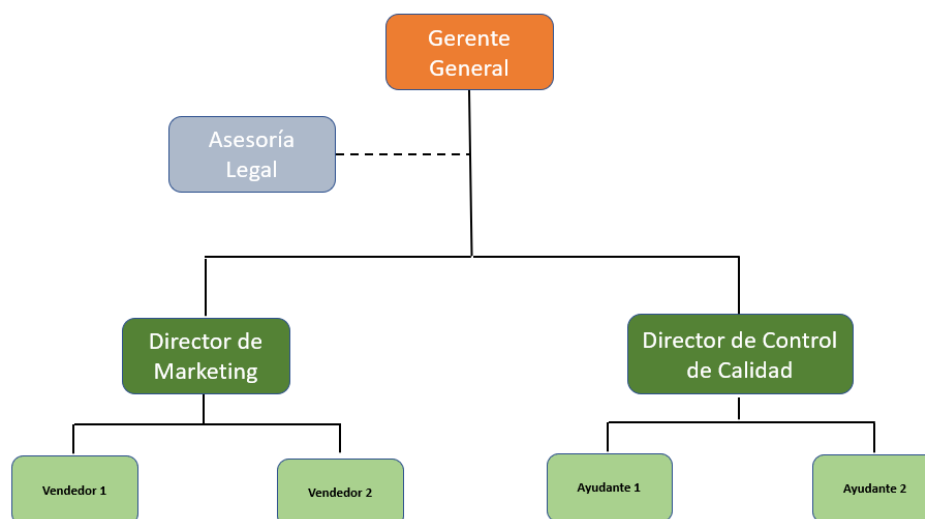 Gerente
General
Asesoría
Legal
Director de
Marketing
Director de Control
de Calidad
Vendedor 1
Vendedor 2
Ayudante 1
Ayudante 2